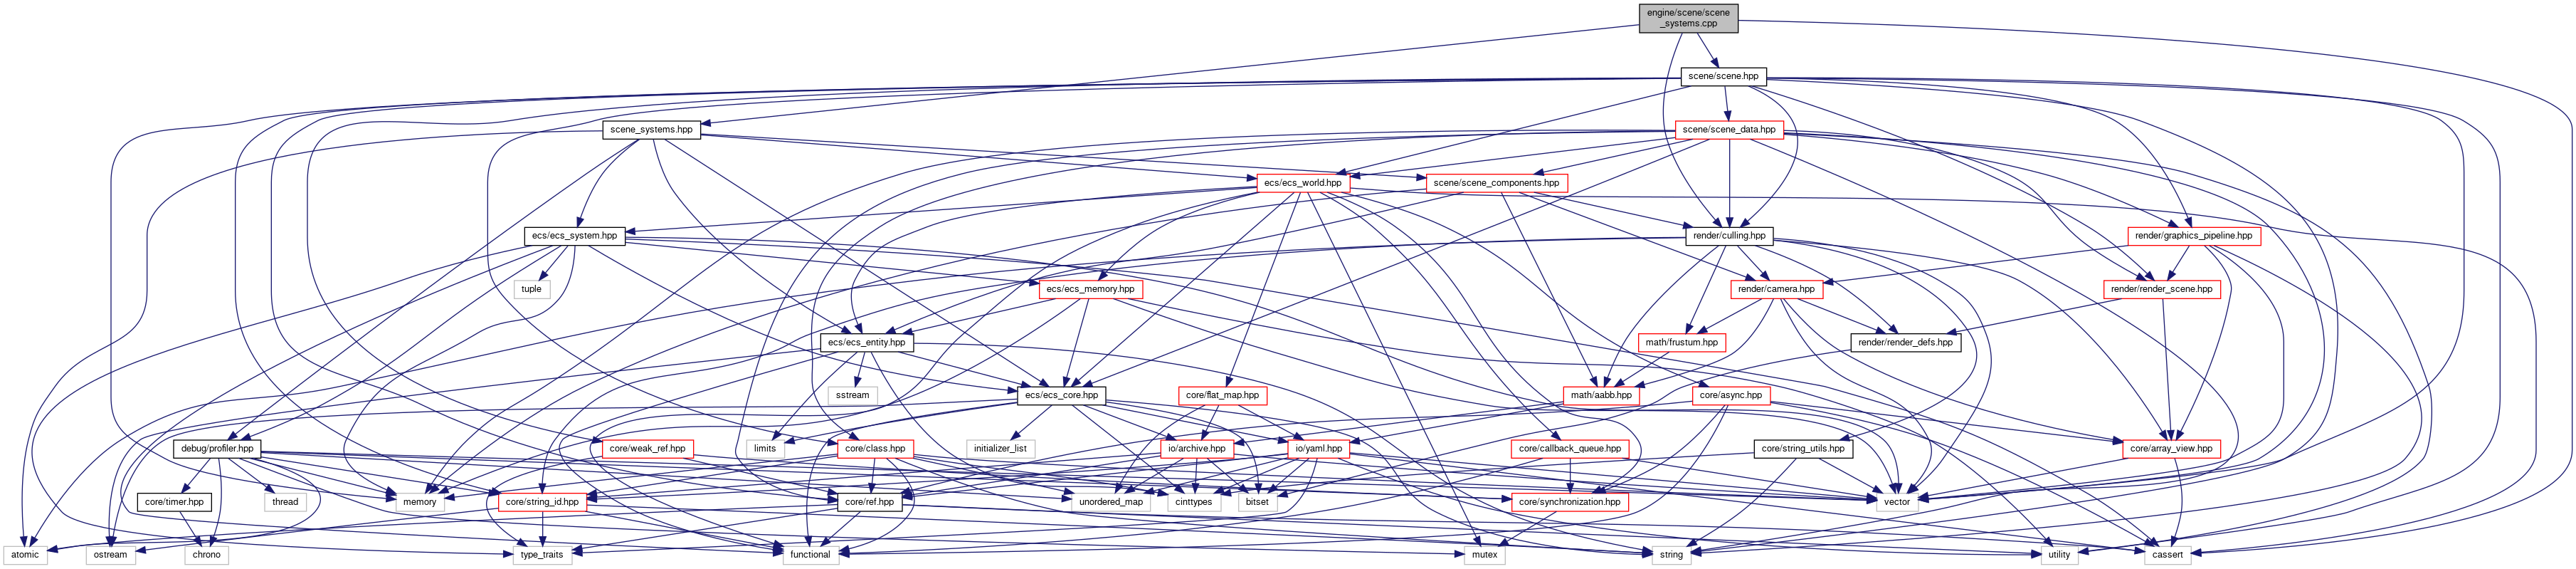 engine/scene/scene
_systems.cpp
scene/scene.hpp
scene_systems.hpp
scene/scene_data.hpp
ecs/ecs_world.hpp
scene/scene_components.hpp
ecs/ecs_system.hpp
render/culling.hpp
render/graphics_pipeline.hpp
tuple
ecs/ecs_memory.hpp
render/camera.hpp
render/render_scene.hpp
ecs/ecs_entity.hpp
math/frustum.hpp
render/render_defs.hpp
sstream
ecs/ecs_core.hpp
core/flat_map.hpp
math/aabb.hpp
core/async.hpp
debug/profiler.hpp
core/weak_ref.hpp
limits
core/class.hpp
initializer_list
io/archive.hpp
io/yaml.hpp
core/callback_queue.hpp
core/string_utils.hpp
core/array_view.hpp
core/timer.hpp
thread
memory
core/string_id.hpp
core/ref.hpp
unordered_map
cinttypes
bitset
core/synchronization.hpp
vector
atomic
ostream
chrono
type_traits
functional
mutex
string
utility
cassert